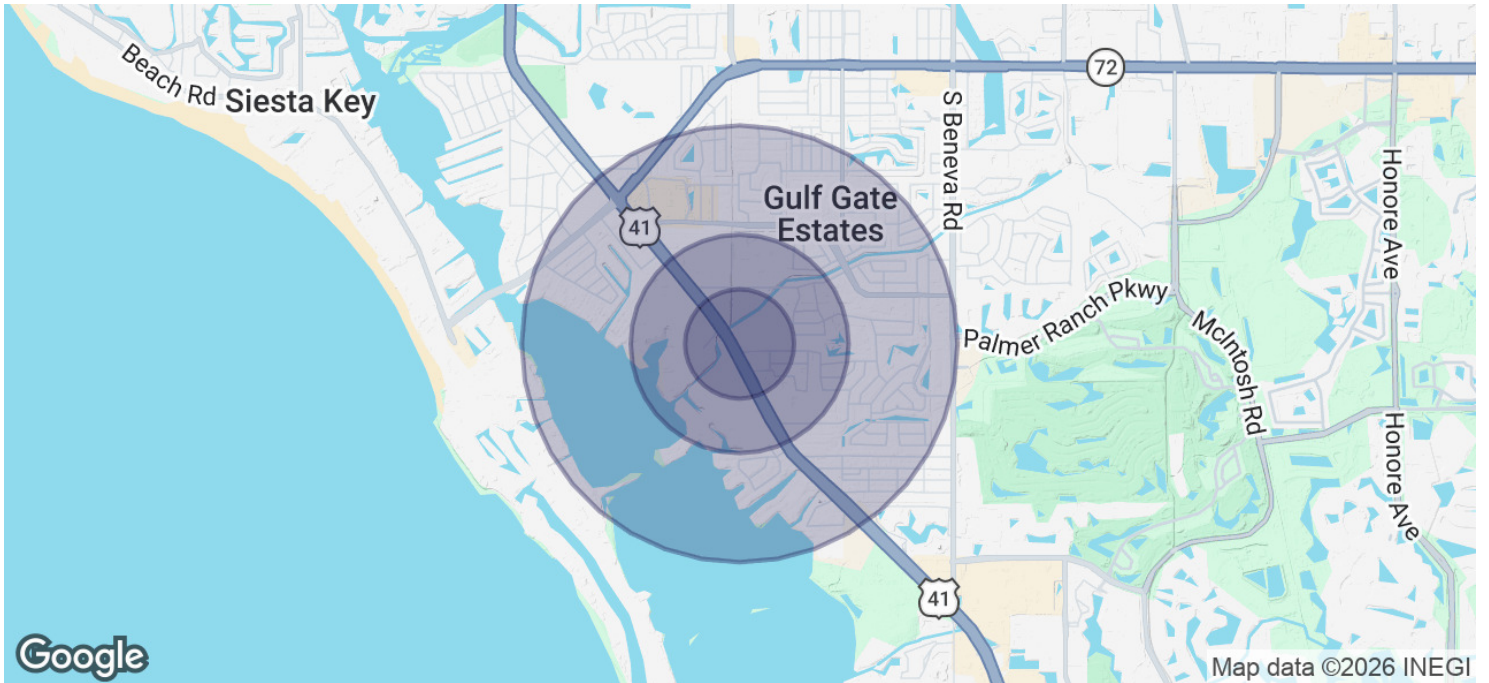 Beach Rd
Siesta Key
72
S Beneva Rd
Honore Ave
Gulf Gate
Estates
41
Palmer Ranch Pkwy
McIntosh Rd
Honore Ave
41
Google
Map data ©2026 INEGI